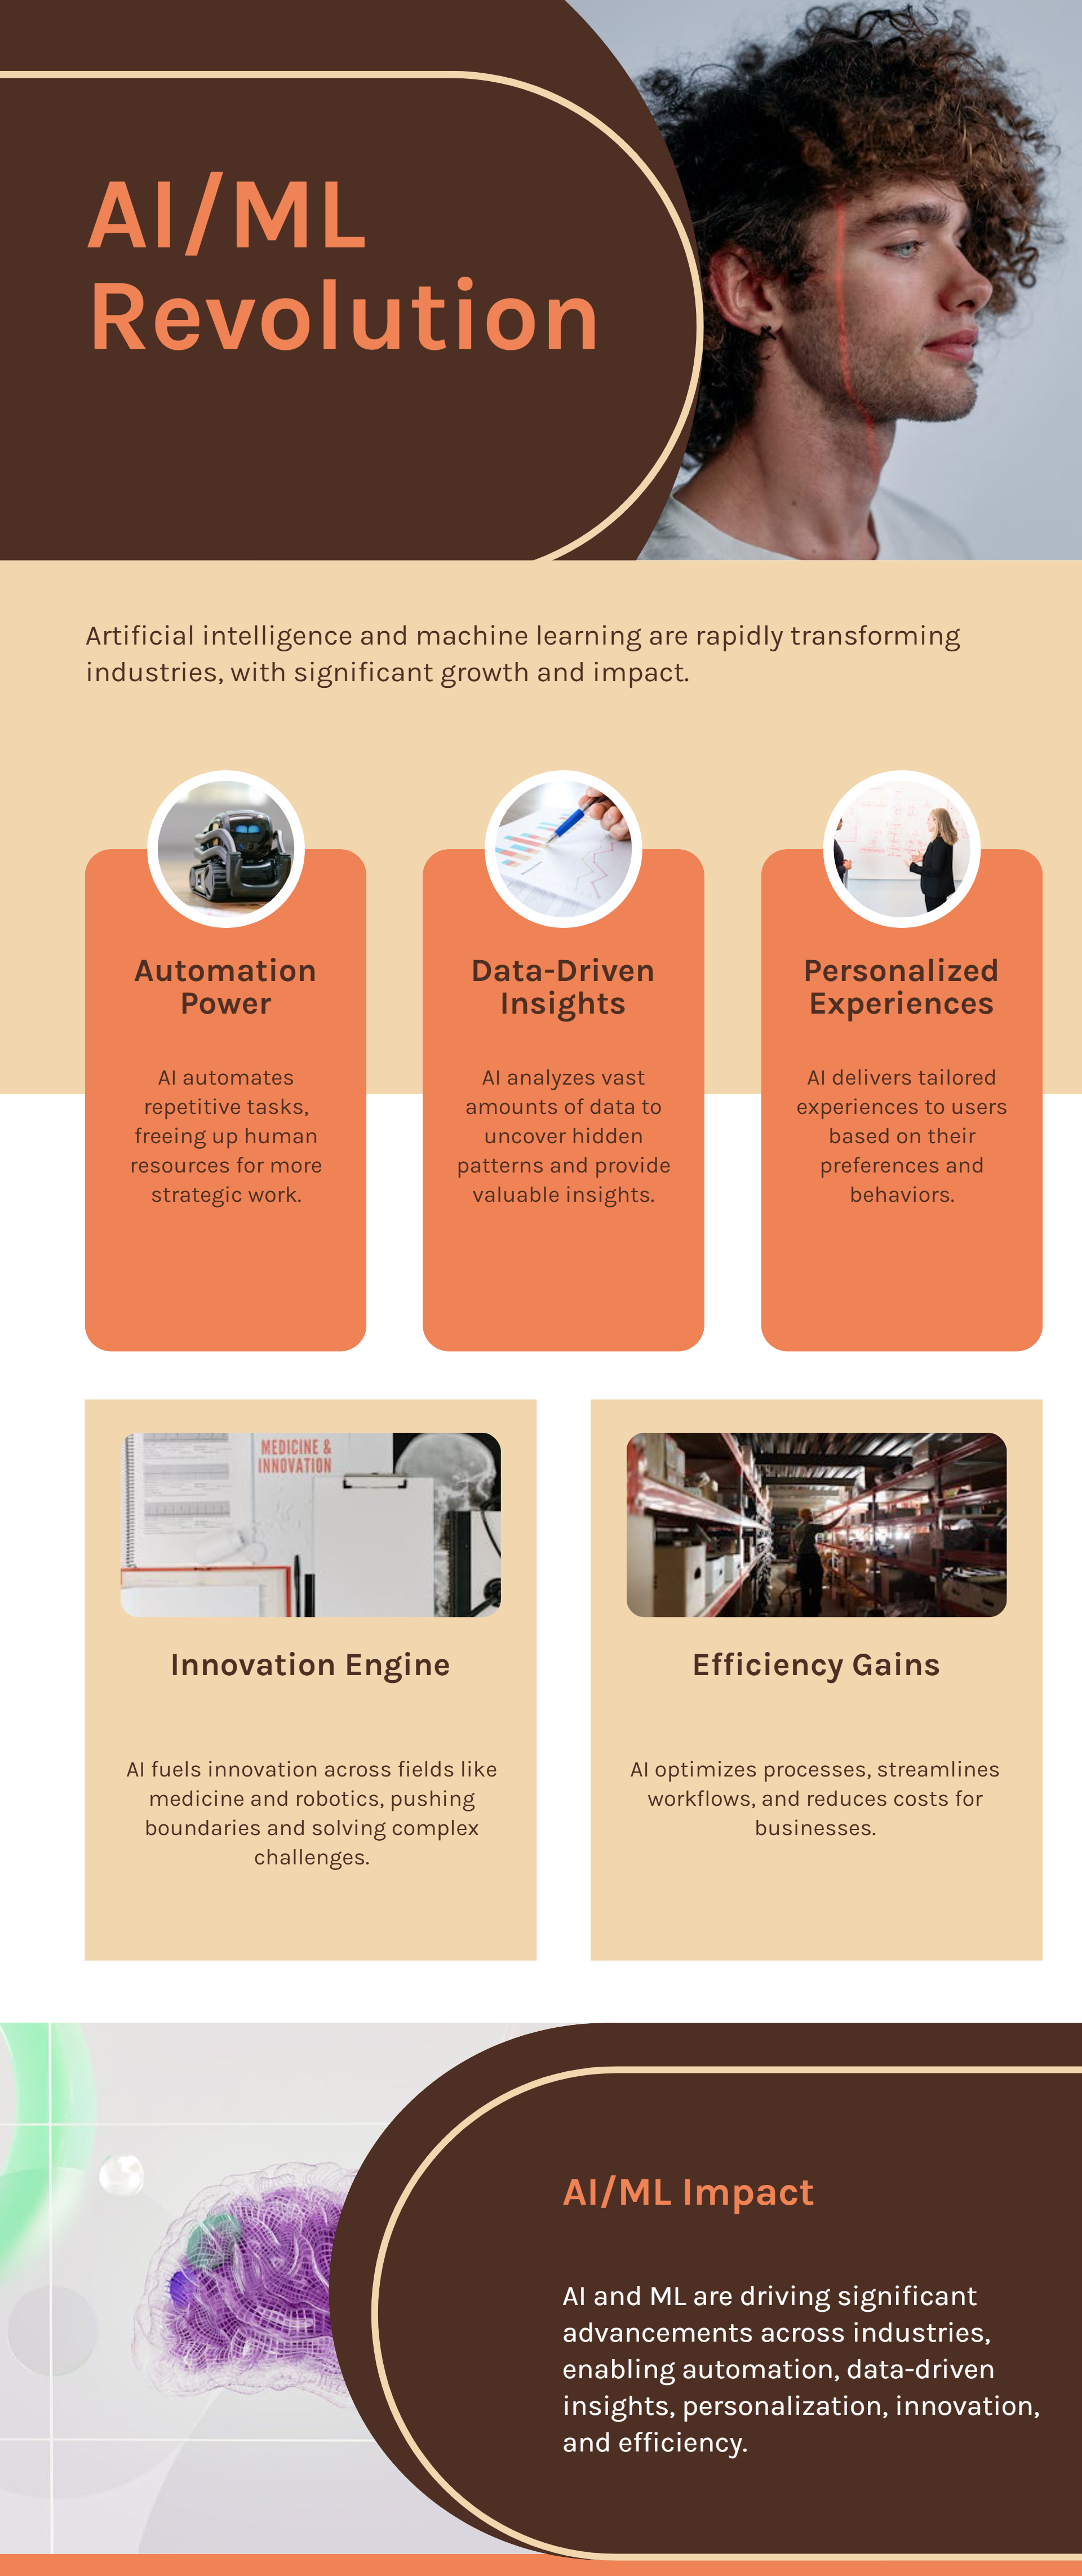 AI/ML
Revolution
Artificial intelligence and machine learning are rapidly transforming
industries, with significant growth and impact.
Automation
Power
AI automates
repetitive tasks,
freeing up human
resources for more
strategic work.
Data-Driven
Insights
AI analyzes vast
amounts of data to
uncover hidden
patterns and provide
valuable insights.
Personalized
Experiences
AI delivers tailored
experiences to users
based on their
preferences and
behaviors.
MEDICINE &
INNOVATION
Innovation Engine
AI fuels innovation across fields like
medicine and robotics, pushing
boundaries and solving complex
challenges.
Efficiency Gains
AI optimizes processes, streamlines
workflows, and reduces costs for
businesses.
AI/ML Impact
AI and ML are driving significant
advancements across industries,
enabling automation, data-driven
insights, personalization, innovation,
and efficiency.